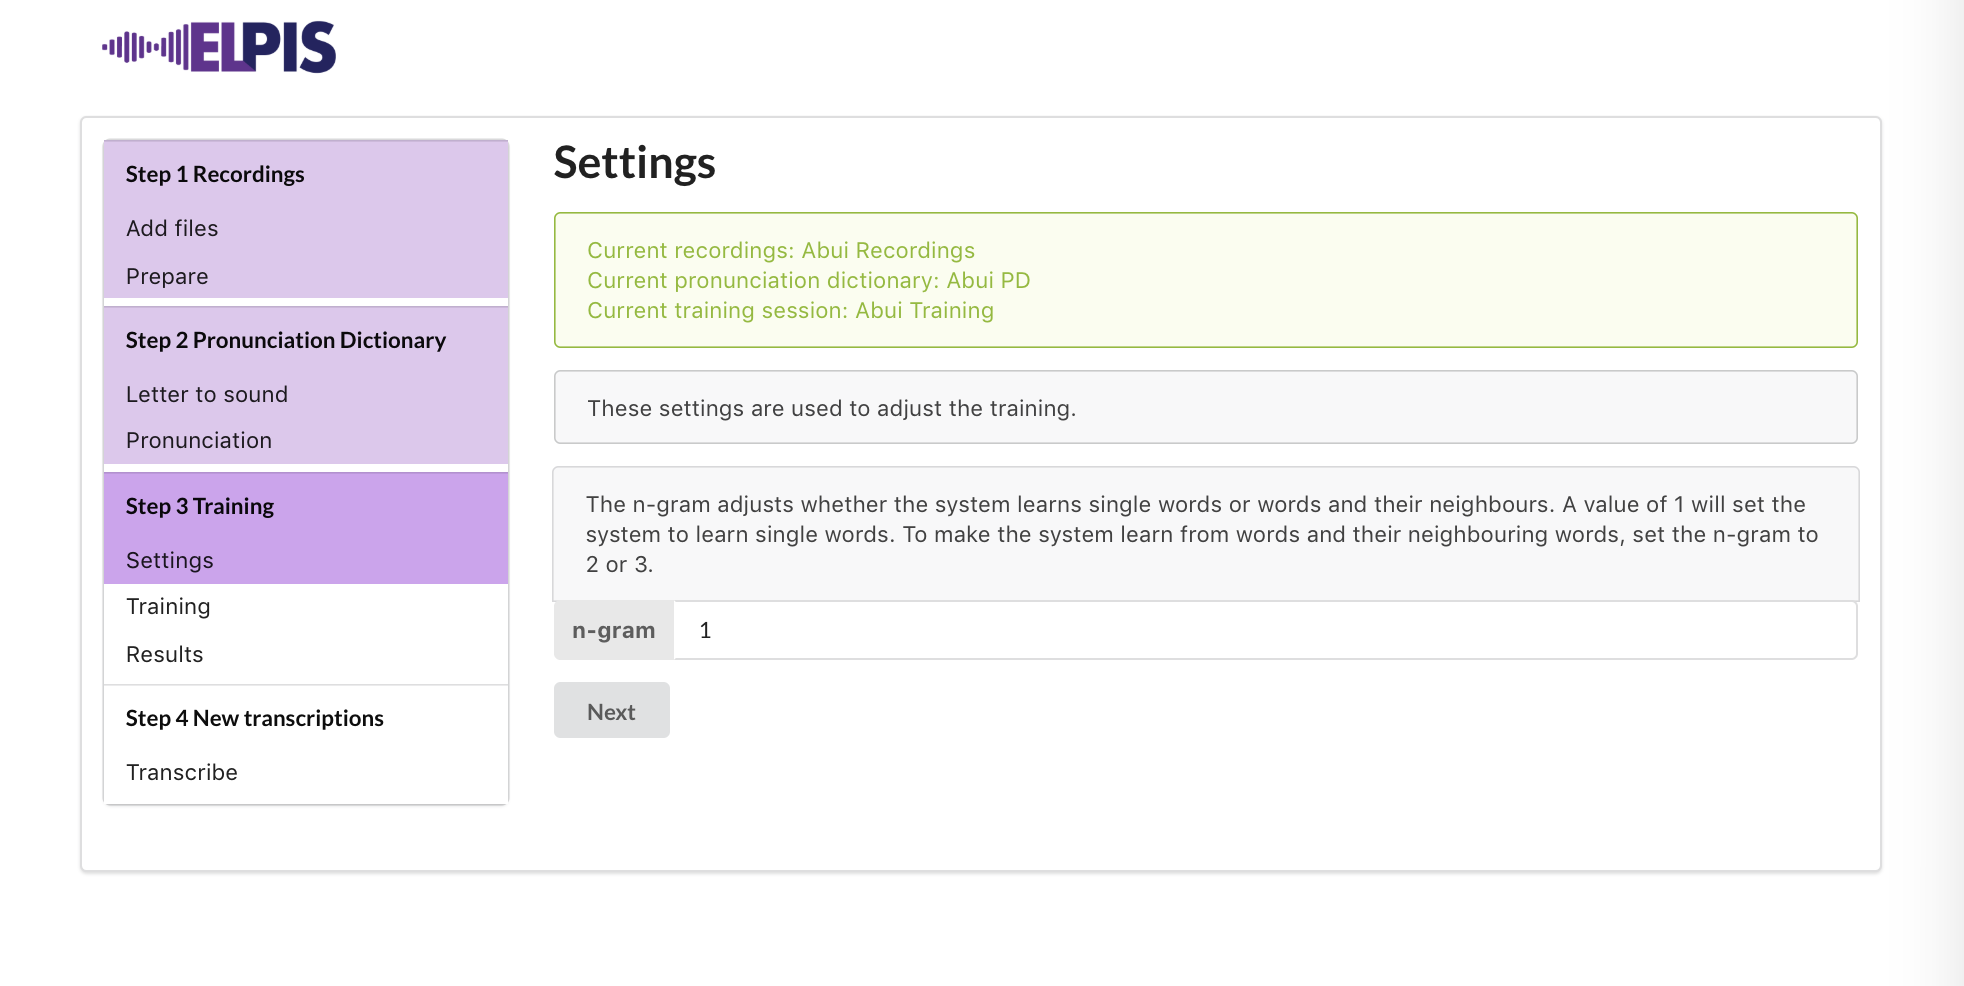 ELPIS
Step 1 Recordings
Add files
Prepare
Step 2 Pronunciation Dictionary
Letter to sound
Pronunciation
Step 3 Training
Settings
Training
Results
Step 4 New transcriptions
Transcribe
Settings
Current recordings: Abui Recordings
Current pronunciation dictionary: Abui PD
Current training session: Abui Training
These settings are used to adjust the training.
The n-gram adjusts whether the system learns single words or words and their neighbours. A value of 1 will set the
system to learn single words. To make the system learn from words and their neighbouring words, set the n-gram to
2 or 3.
n-gram 1
Next